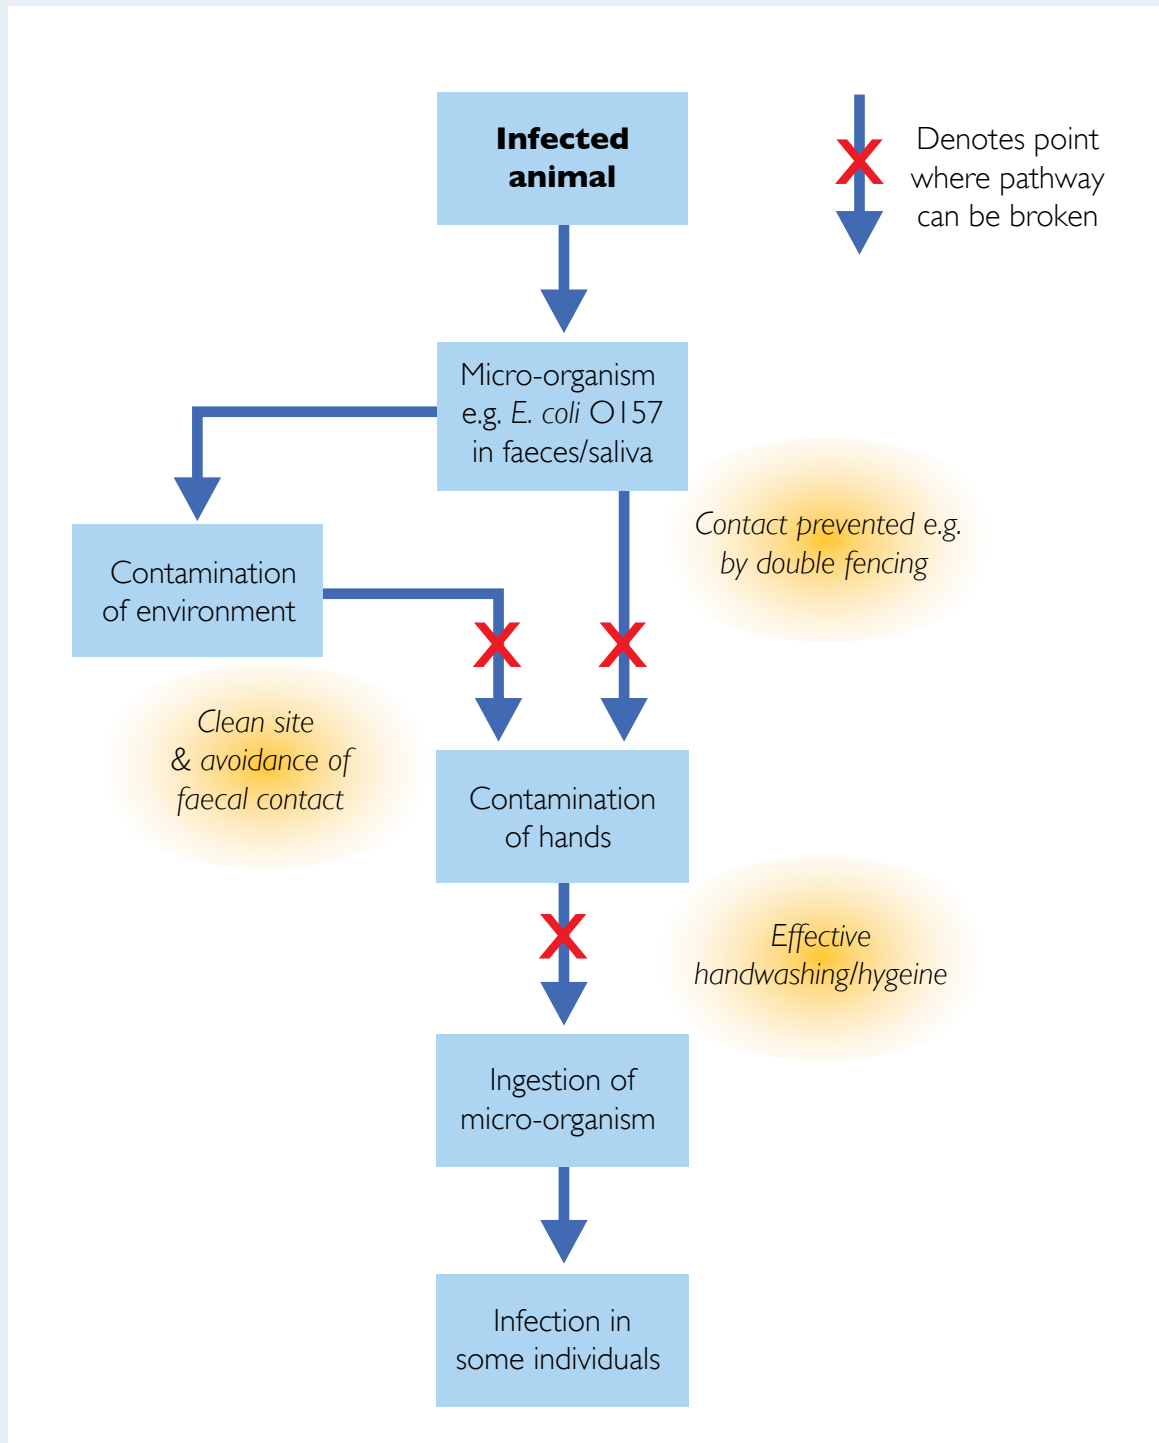 Infected
animal
Denotes point
where pathway
can be broken
Micro-organism
e.g. E. coli O157
in faeces/saliva
Contact prevented e.g.
by double fencing
Contamination
of environment
X
X
Clean site
& avoidance of
faecal contact
Contamination
of hands
X
Effective
handwashing/hygeine
Ingestion of
micro-organism
Infection in
some individuals